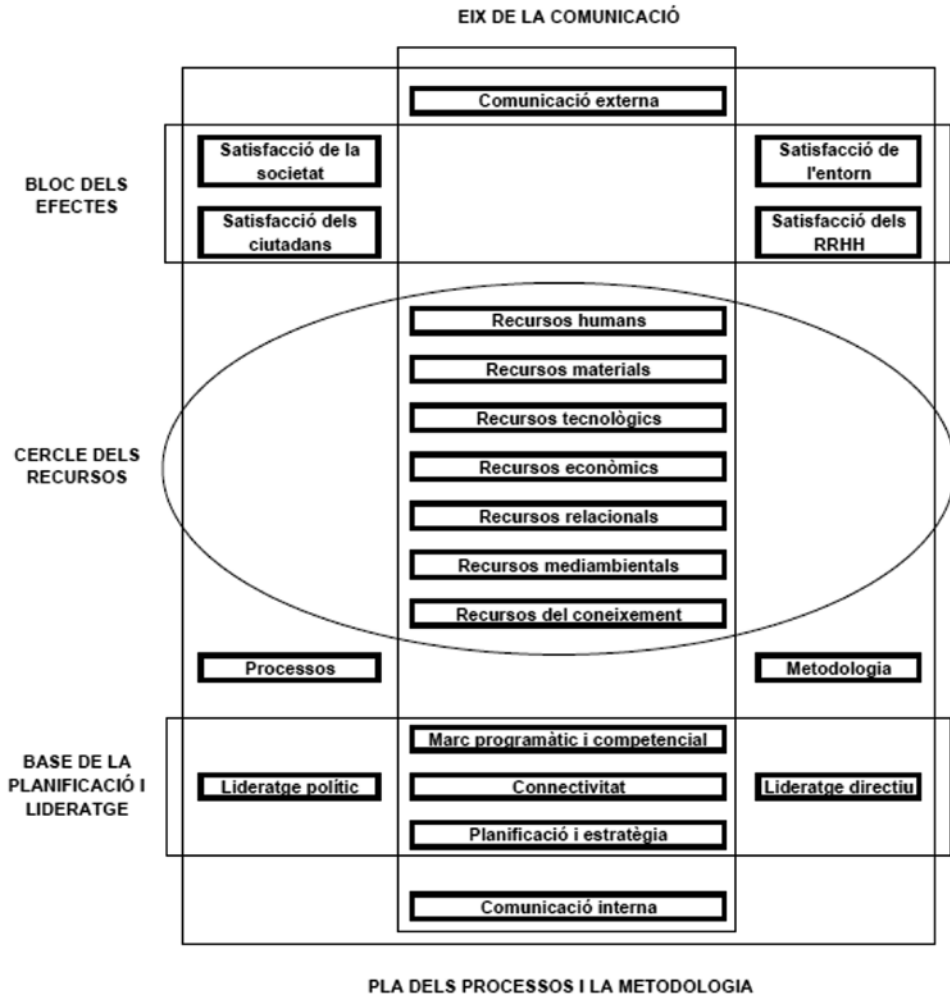 EIX DE LA COMUNICACIÓ
Comunicació externa
BLOC DELS
EFECTES
Satisfacció de la
societat
Satisfacció de
l'entorn
Satisfacció dels
ciutadans
Satisfacció dels
RRHH
CERCLE DELS
RECURSOS
Recursos humans
Recursos materials
Recursos tecnològics
Recursos econòmics
Recursos relacionals
Recursos mediambientals
Recursos del coneixement
Processos
Metodologia
BASE DE LA
PLANIFICACIÓ I
LIDERATGE
Marc programàtic i competencial
Lideratge polític
Connectivitat
Lideratge directiu
Planificació i estratègia
Comunicació interna
PLA DELS PROCESSOS I LA METODOLOGIA